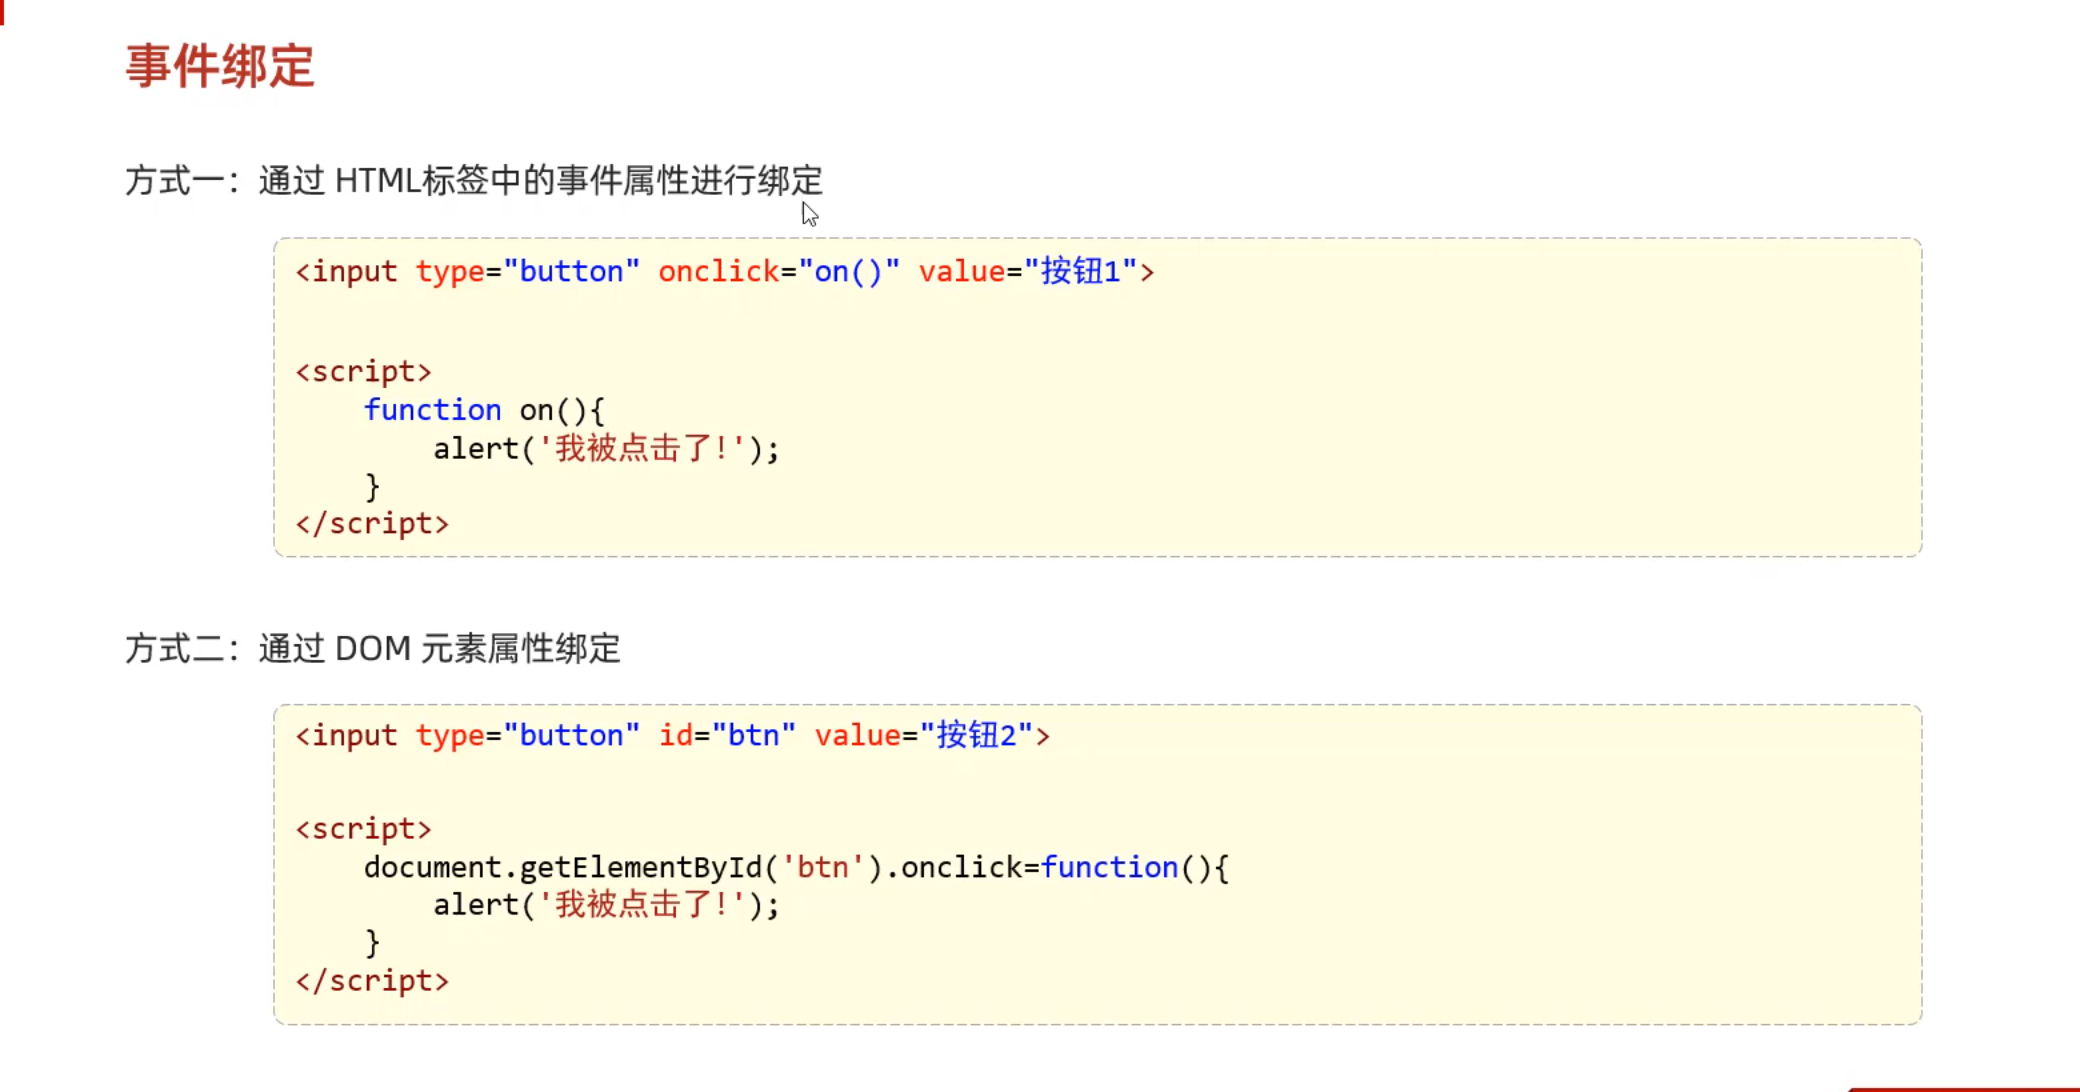 事件绑定
方式一：通过 HTML标签中的事件属性进行绑定
<input type="button" onclick="on()" value="按钮1">
<script>
    function on(){
        alert('我被点击了!');
    }
</script>
方式二：通过 DOM 元素属性绑定
<input type="button" id="btn" value="按钮2">
<script>
    document.getElementById('btn').onclick=function(){
        alert('我被点击了!');
    }
</script>